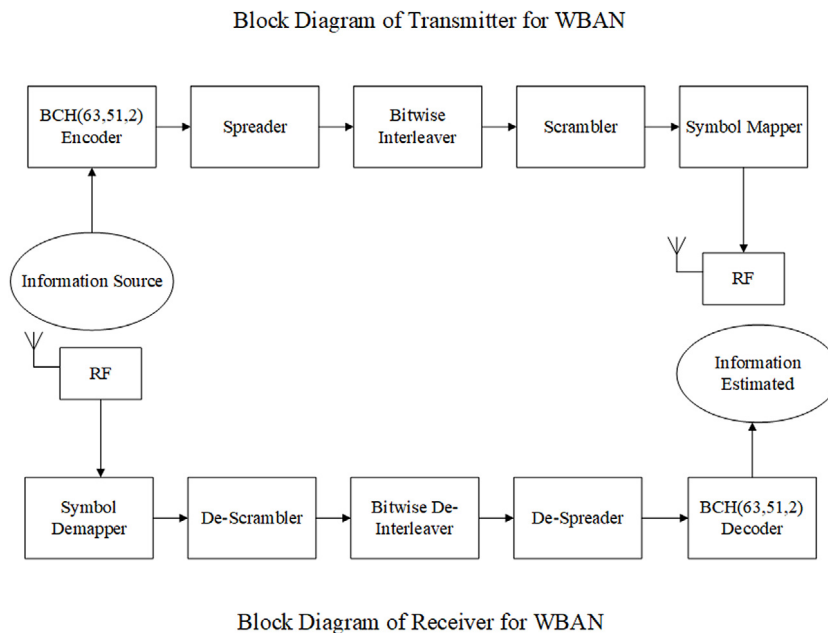 Block Diagram of Transmitter for WBAN
BCH(63,51,2)
Encoder
Spreader
Bitwise
Interleaver
Scrambler
Symbol Mapper
Information Source
RF
RF
Information
Estimated
Symbol
Demapper
De-Scrambler
Bitwise De-
Interleaver
De-Spreader
BCH(63,51,2)
Decoder
Block Diagram of Receiver for WBAN